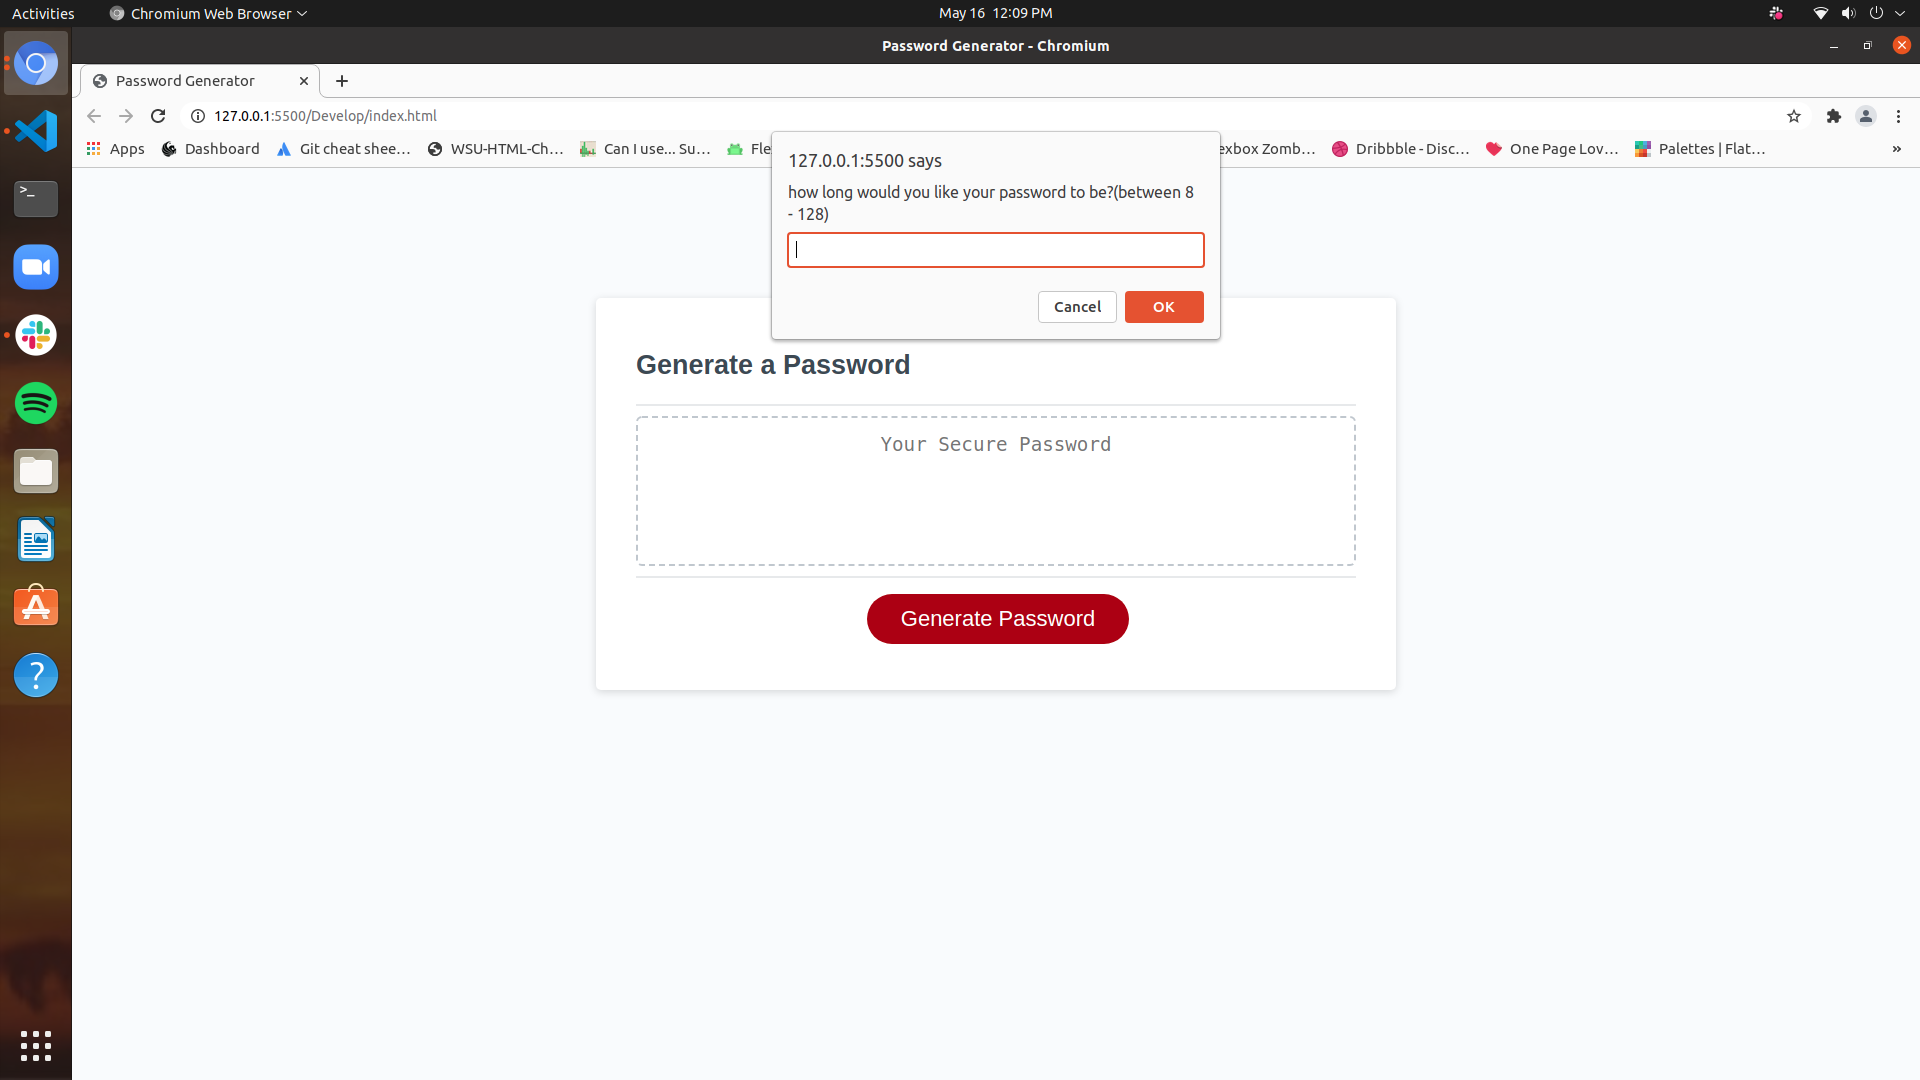 Activities
Chromium Web Browser
May 16 12:09 PM
Password Generator - Chromium
Password Generator
127.0.0.1:5500/Develop/index.html
Apps
Dashboard
Git cheat shee...
WSU-HTML-Ch...
Can I use... Su...
Fle
exbox Zomb...
Dribbble - Disc...
One Page Lov...
Palettes | Flat...
»
127.0.0.1:5500 says
how long would you like your password to be?(between 8
- 128)
Cancel
OK
Generate a Password
Your Secure Password
Generate Password
>_
?